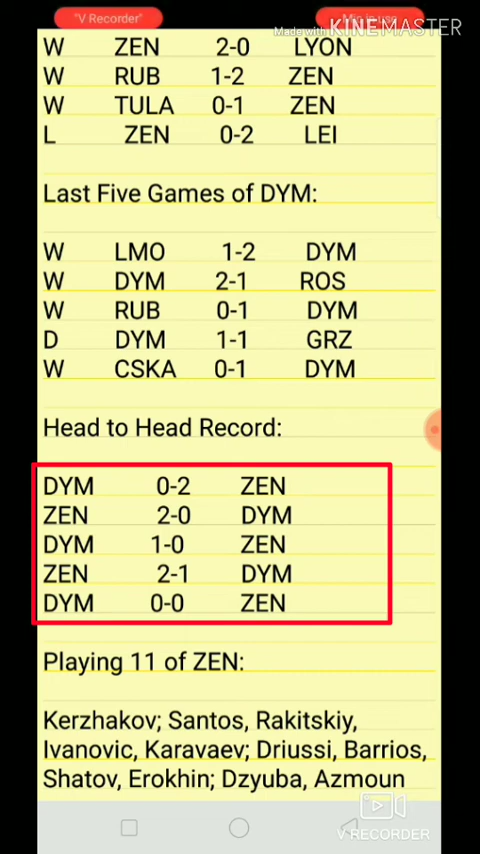 "V Recorder"
Made with KINEMASTER
W ZEN 2-0 LYON
W RUB 1-2 ZEN
W TULA 0-1 ZEN
L ZEN 0-2 LEI
Last Five Games of DYM:
W LMO 1-2 DYM
W DYM 2-1 ROS
W RUB 0-1 DYM
D DYM 1-1 GRZ
W CSKA 0-1 DYM
Head to Head Record:
DYM 0-2 ZEN
ZEN 2-0 DYM
DYM 1-0 ZEN
ZEN 2-1 DYM
DYM 0-0 ZEN
Playing 11 of ZEN:
Kerzhakov; Santos, Rakitskiy,
Ivanovic, Karavaev; Driussi, Barrios,
Shatov, Erokhin; Dzyuba, Azmoun
V RECORDER